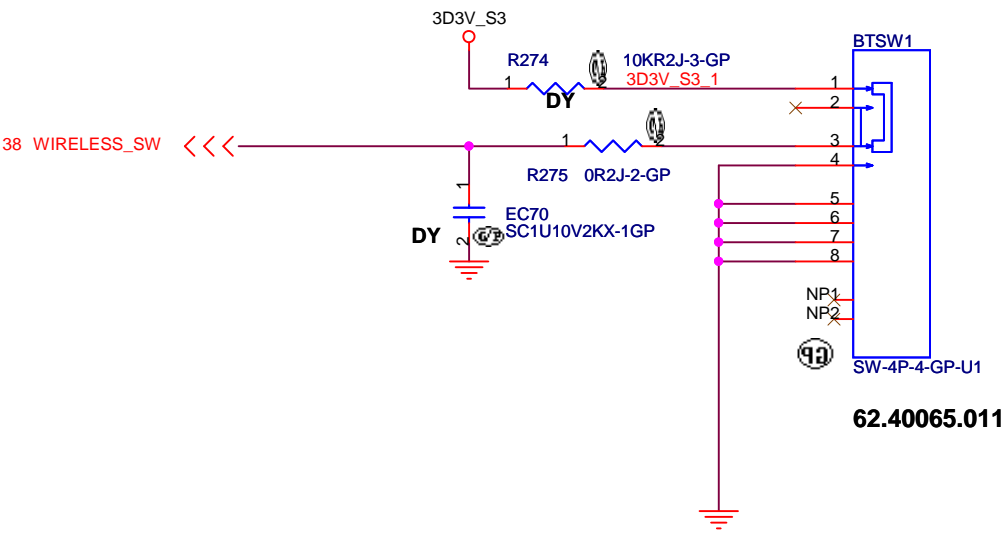 3D3V_S3
BTSW1
R274
10KR2J-3-GP
1
2
3D3V_S3_1
1
DY
2
38 WIRELESS_SW
1
2
3
4
R275
0R2J-2-GP
1
5
EC70
6
DY
SC1U10V2KX-1GP
2
G/P
7
8
NP1
NP2
GP
SW-4P-4-GP-U1
62.40065.011